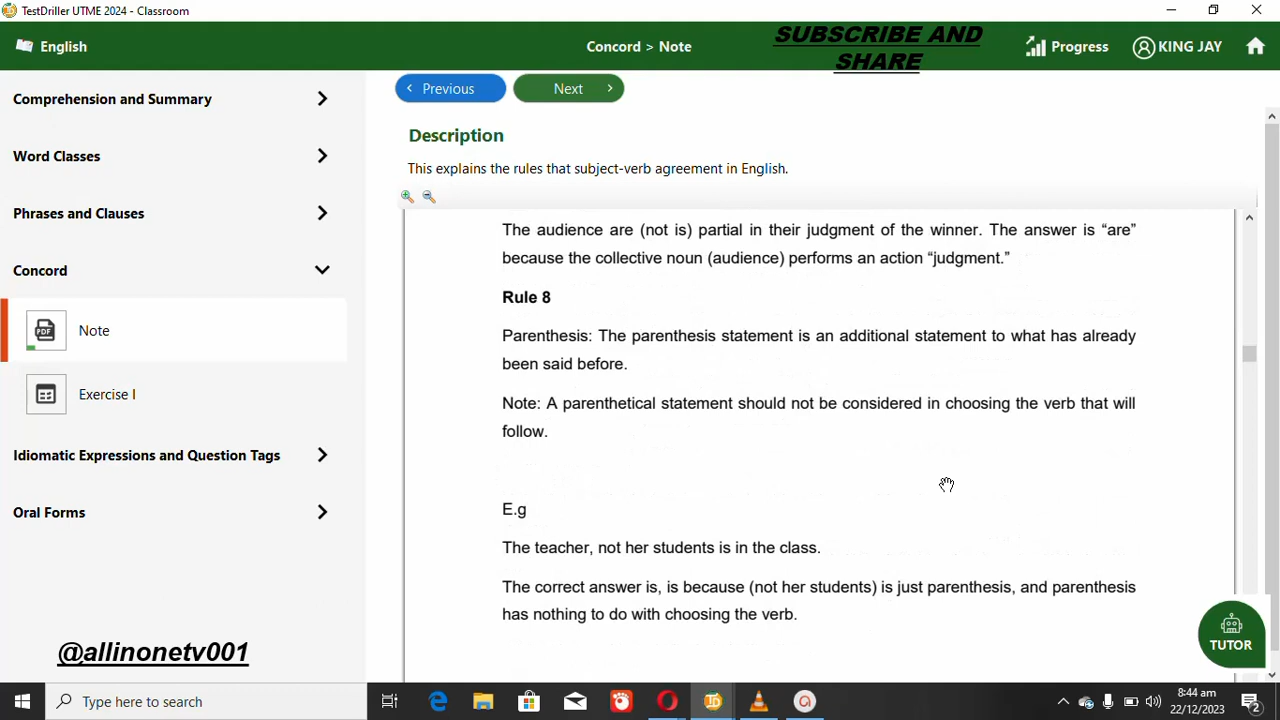 TestDriller UTME 2024 - Classroom
English
Concord > Note
SUBSCRIBE AND
SHARE
Progress
KING JAY
Previous
Next
Comprehension and Summary
Word Classes
Phrases and Clauses
Concord
PDF
Note
Exercise I
Idiomatic Expressions and Question Tags
Oral Forms
@allinonetv001
Description
This explains the rules that subject-verb agreement in English.
The audience are (not is) partial in their judgment of the winner. The answer is “are”
because the collective noun (audience) performs an action “judgment.”
Rule 8
Parenthesis: The parenthesis statement is an additional statement to what has already
been said before.
Note: A parenthetical statement should not be considered in choosing the verb that will
follow.
E.g
The teacher, not her students is in the class.
The correct answer is, is because (not her students) is just parenthesis, and parenthesis
has nothing to do with choosing the verb.
TUTOR
Type here to search
8:44 am
22/12/2023
2